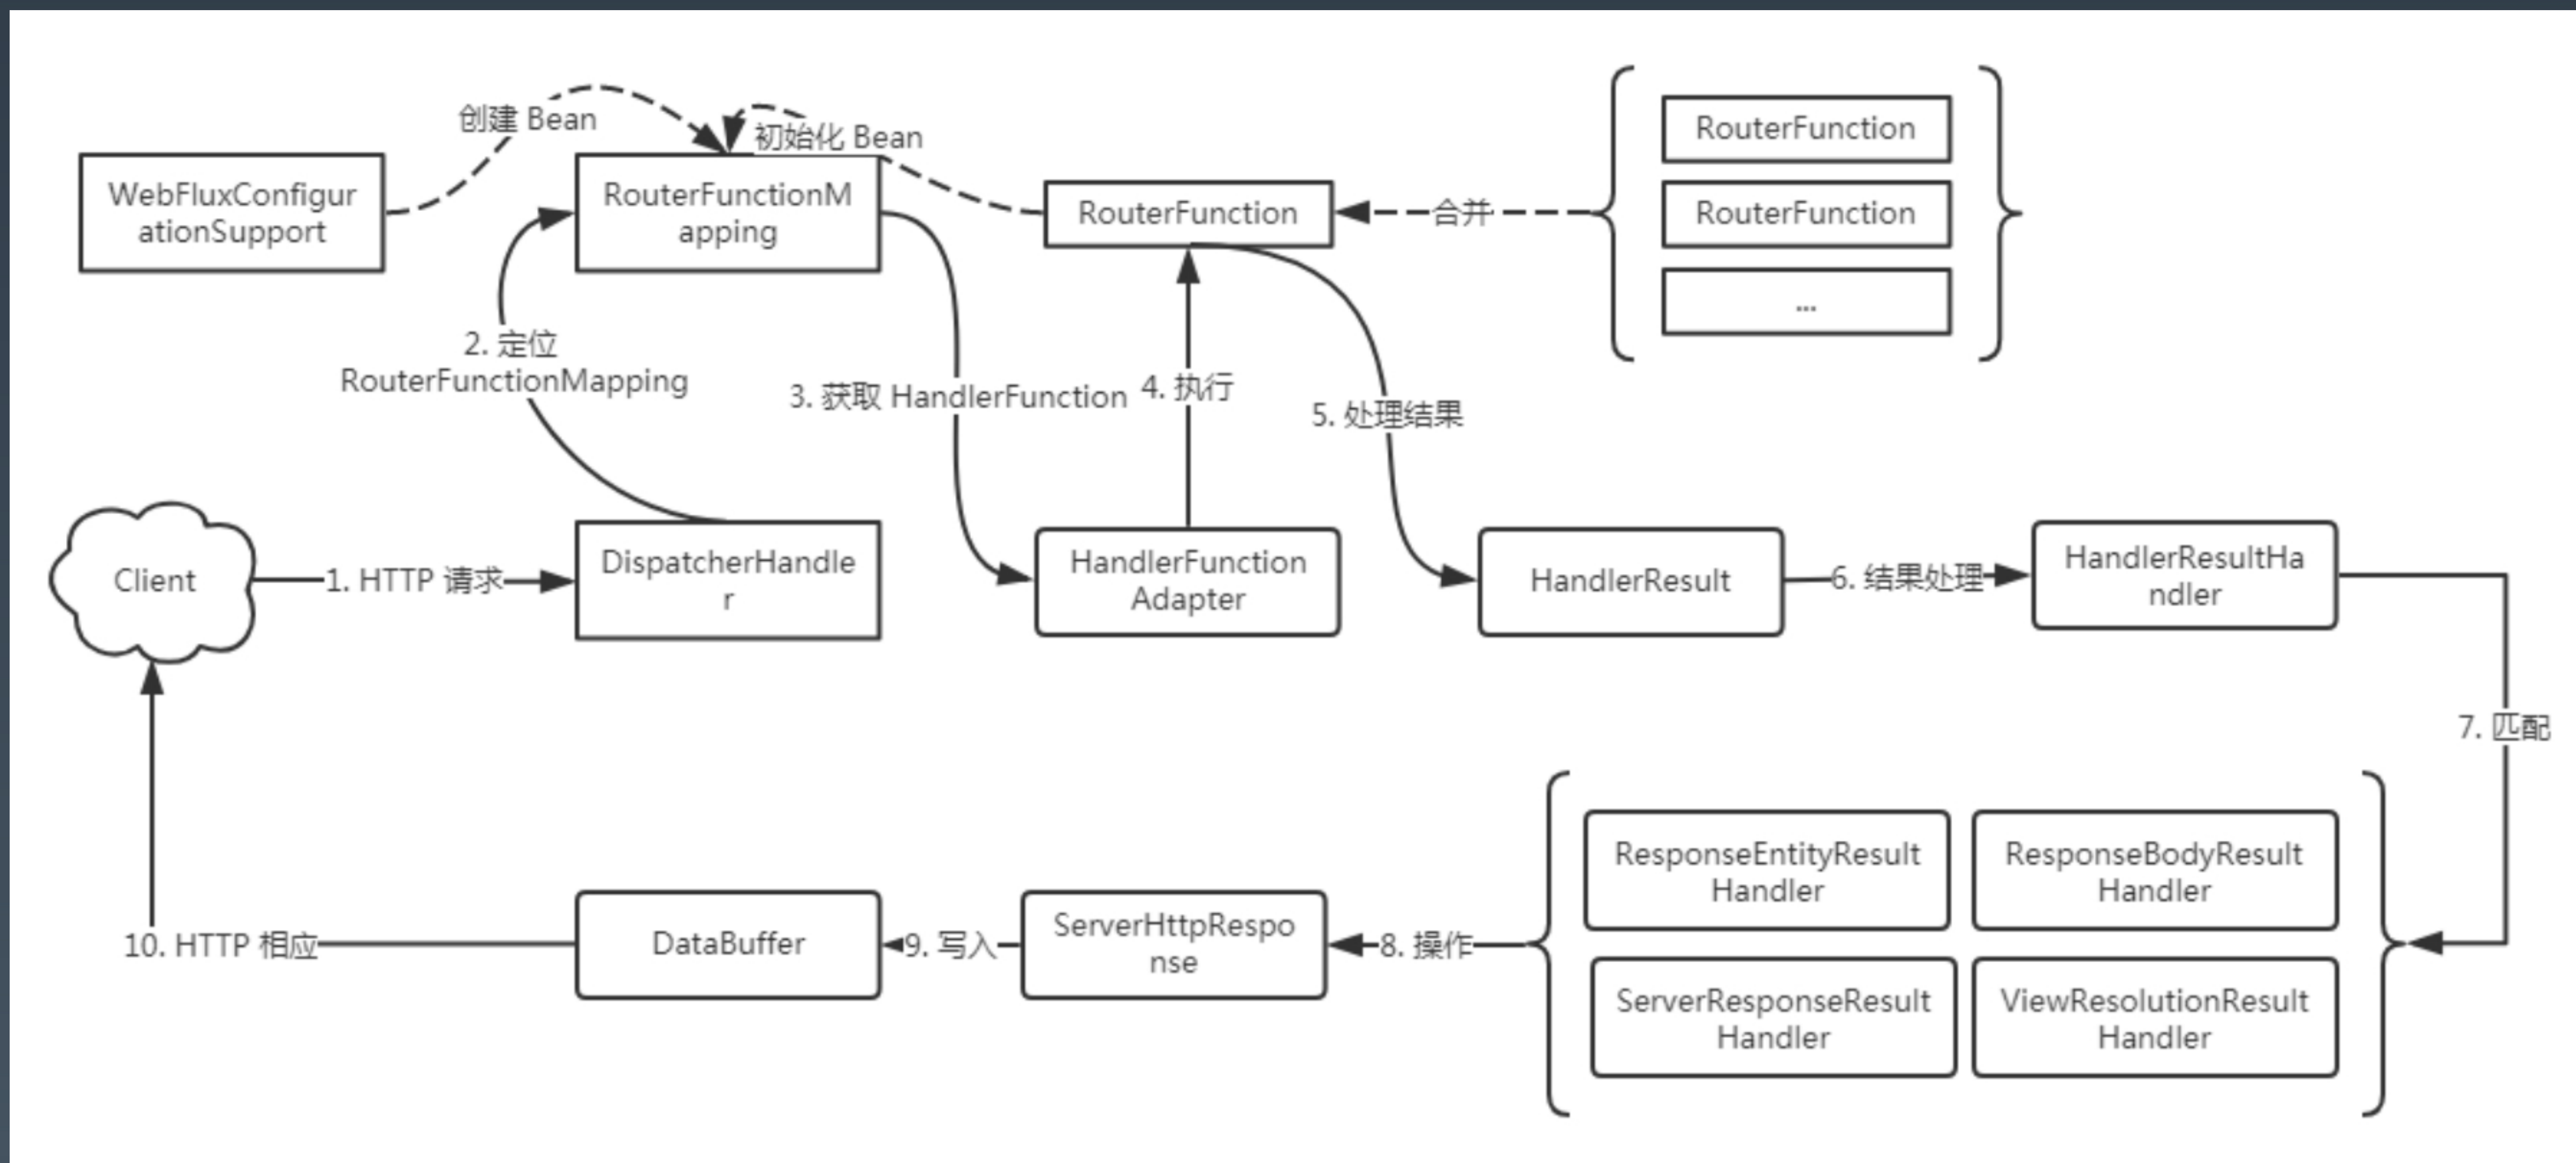 创建 Bean
初始化 Bean
WebFluxConfigur
ationSupport
RouterFunctionM
apping
RouterFunction
合并
RouterFunction
RouterFunction
...
2. 定位
RouterFunctionMapping
3. 获取 HandlerFunction
4. 执行
5. 处理结果
Client
1. HTTP 请求
DispatcherHandle
r
HandlerFunction
Adapter
HandlerResult
6. 结果处理
HandlerResultHa
ndler
7. 匹配
ResponseEntityResult
Handler
ResponseBodyResult
Handler
ServerResponseResult
Handler
ViewResolutionResult
Handler
8. 操作
ServerHttpRespo
nse
9. 写入
DataBuffer
10. HTTP 相应